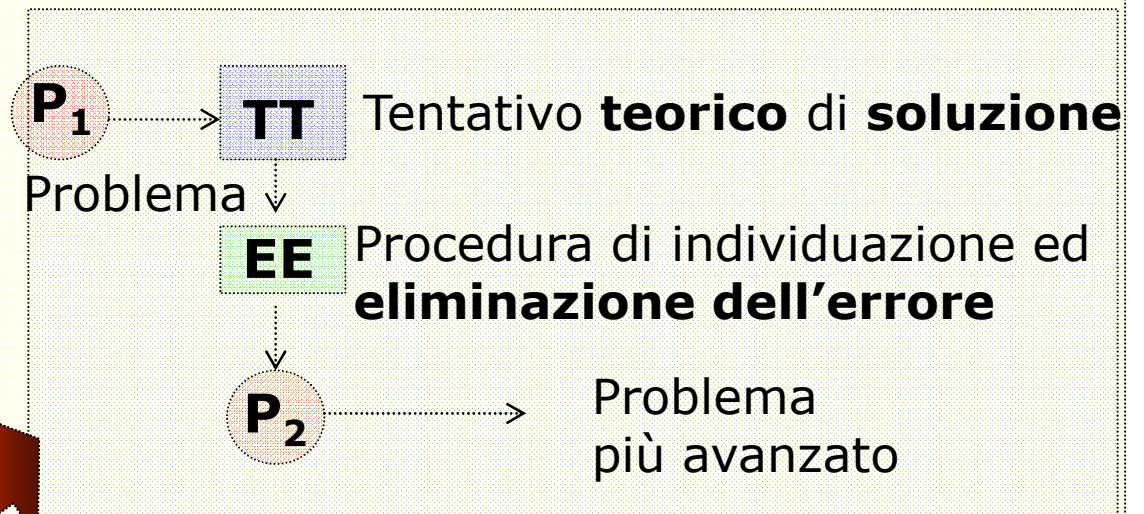 P₁
TT Tentativo teorico di soluzione
Problema
EE Procedura di individuazione ed
eliminazione dell’errore
P₂
Problema
più avanzato